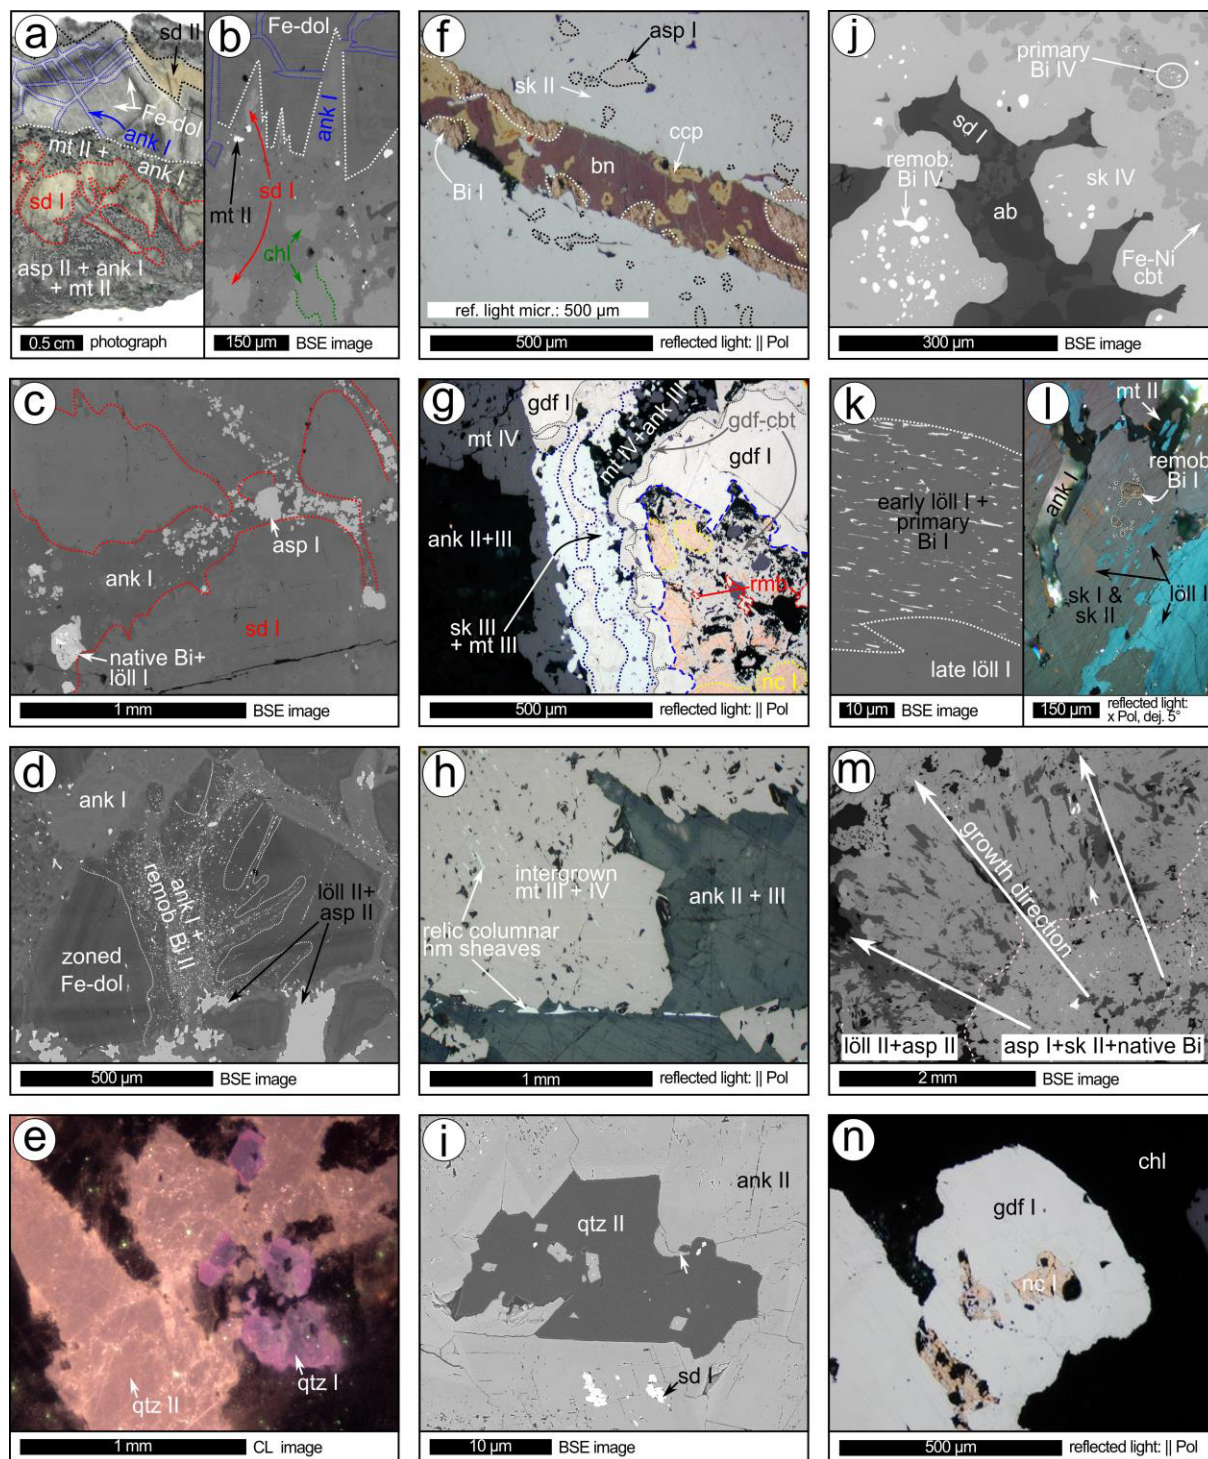 a
sd II
Fe-dol
ank I
mt II +
ank I
sd I
asp II + ank I
+ mt II
0.5 cm
photograph
b
Fe-dol
ank I
mt II
sd I
chl
150 µm
BSE image
f
asp I
sk II
ccp
bn
Bi I
ref. light micr.: 500 µm
500 µm
reflected light: || Pol
j
primary
Bi IV
sd I
remob.
Bi IV
sk IV
ab
Fe-Ni
cbt
300 µm
BSE image
c
asp I
ank I
sd I
native Bi+
löll I
1 mm
BSE image
g
gdf I
mt IV
mt IV+ank III
gdf-cbt
gdf I
ank II+III
rmb
sk III
+ mt III
nc I
500 µm
reflected light: || Pol
k
early löll I +
primary
Bi I
late löll I
10 µm
BSE image
l
mt II
remob.
Bi I
ank I
sk I &
sk II
löll I
150 µm
reflected light:
x Pol, dej. 5°
d
ank I
ank I +
remob. Bi II
löll II+
asp II
zoned
Fe-dol
500 µm
BSE image
h
intergrown
mt III + IV
ank II + III
relic columnar
hm sheaves
1 mm
reflected light: || Pol
m
growth direction
löll II+asp II
asp I+sk II+native Bi
2 mm
BSE image
e
qtz I
qtz II
1 mm
CL image
i
ank II
qtz II
sd I
10 µm
BSE image
n
chl
gdf I
nc I
500 µm
reflected light: || Pol